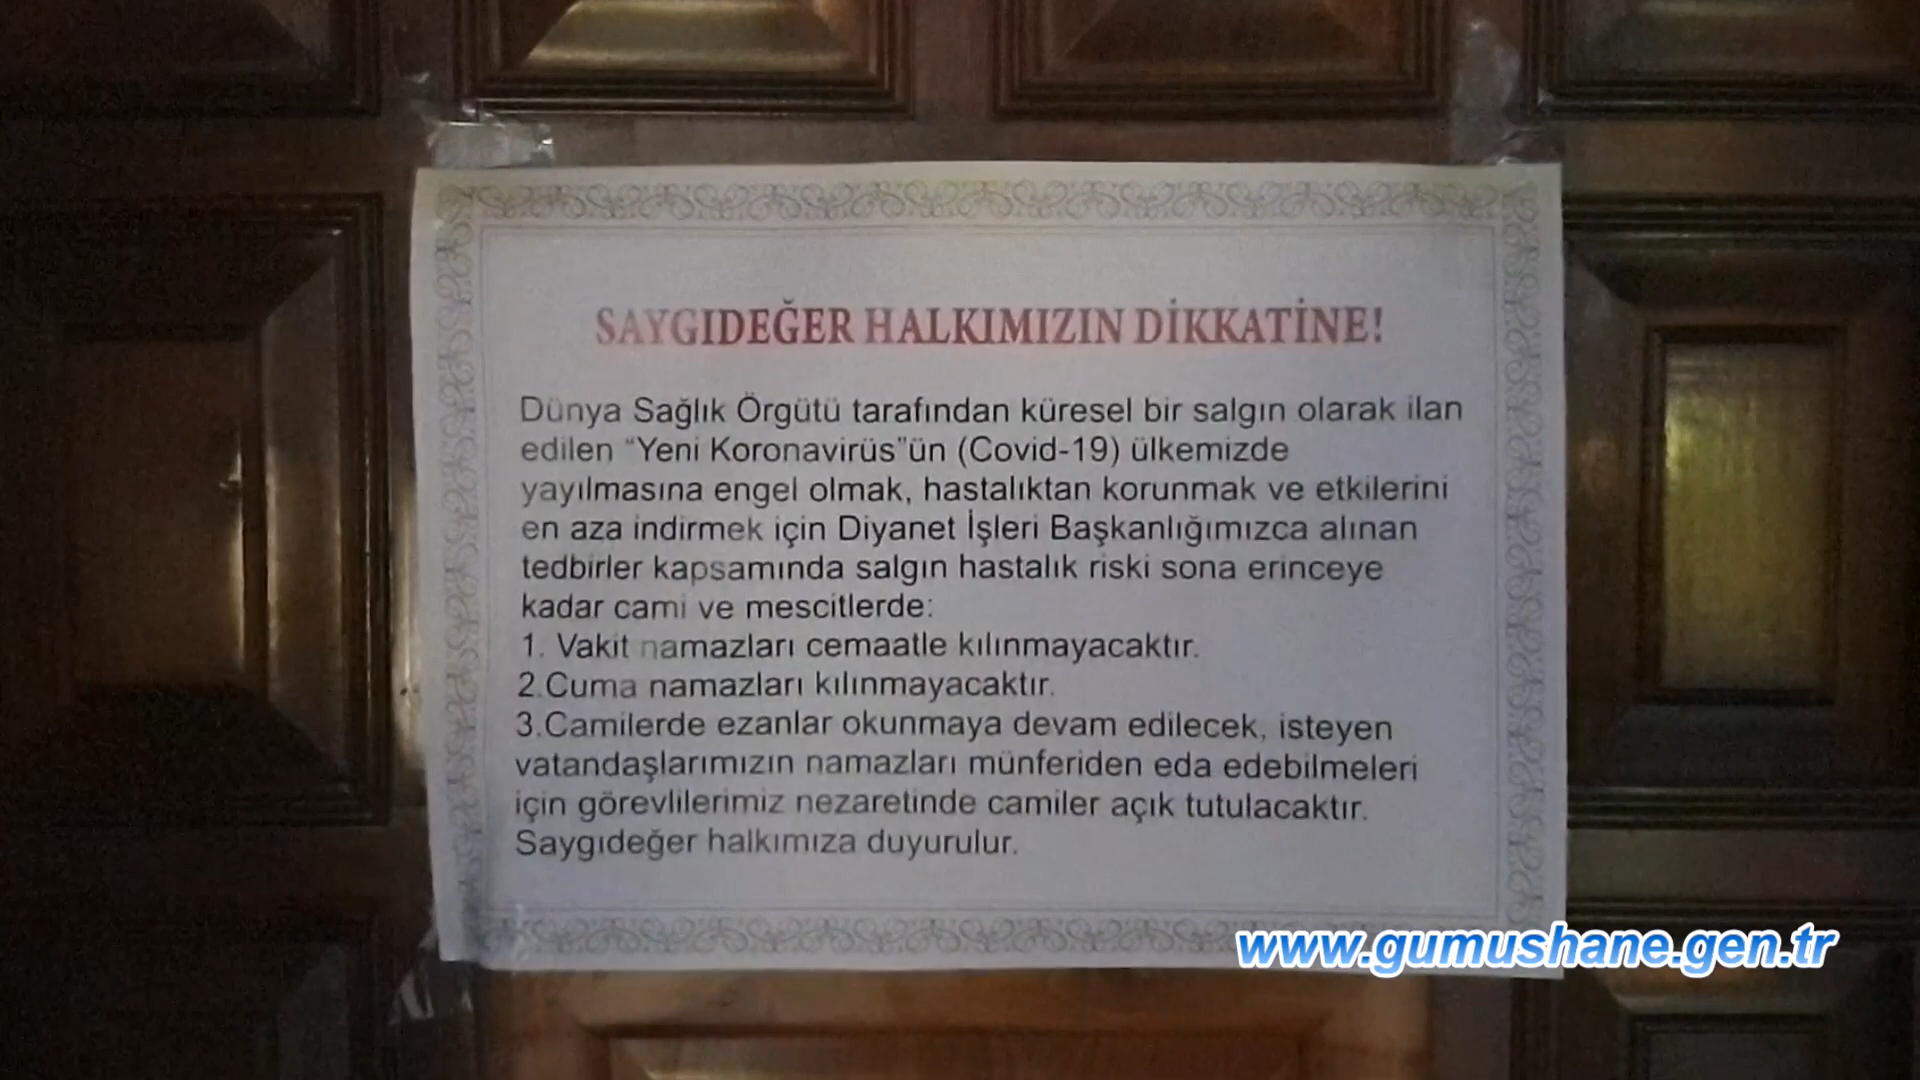 SAYGIDEĞER HALKIMIZIN DİKKATİNE!
Dünya Sağlık Örgütü tarafından küresel bir salgın olarak ilan
edilen “Yeni Koronavirüs”ün (Covid-19) ülkemizde
yayılmasına engel olmak, hastalıktan korunmak ve etkilerini
en aza indirmek için Diyanet İşleri Başkanlığımızca alınan
tedbirler kapsamında salgın hastalık riski sona erinceye
kadar cami ve mescitlerde:
1. Vakit namazları cemaatle kılınmayacaktır.
2.Cuma namazları kılınmayacaktır.
3.Camilerde ezanlar okunmaya devam edilecek, isteyen
vatandaşlarımızın namazları münferiden eda edebilmeleri
için görevlilerimiz nezaretinde camiler açık tutulacaktır.
Saygıdeğer halkımıza duyurulur.
www.gumushane.gen.tr